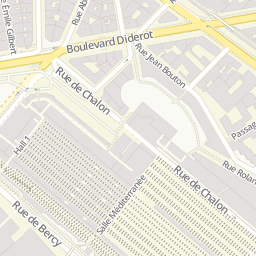 Émile Gilbert
Rue Ab
Boulevard Diderot
Rue Jean Bouton
Rue de Chalon
Hall 1
Passag
Rue Rolan
Rue de Chalon
Salle Méditerranée
Rue de Bercy